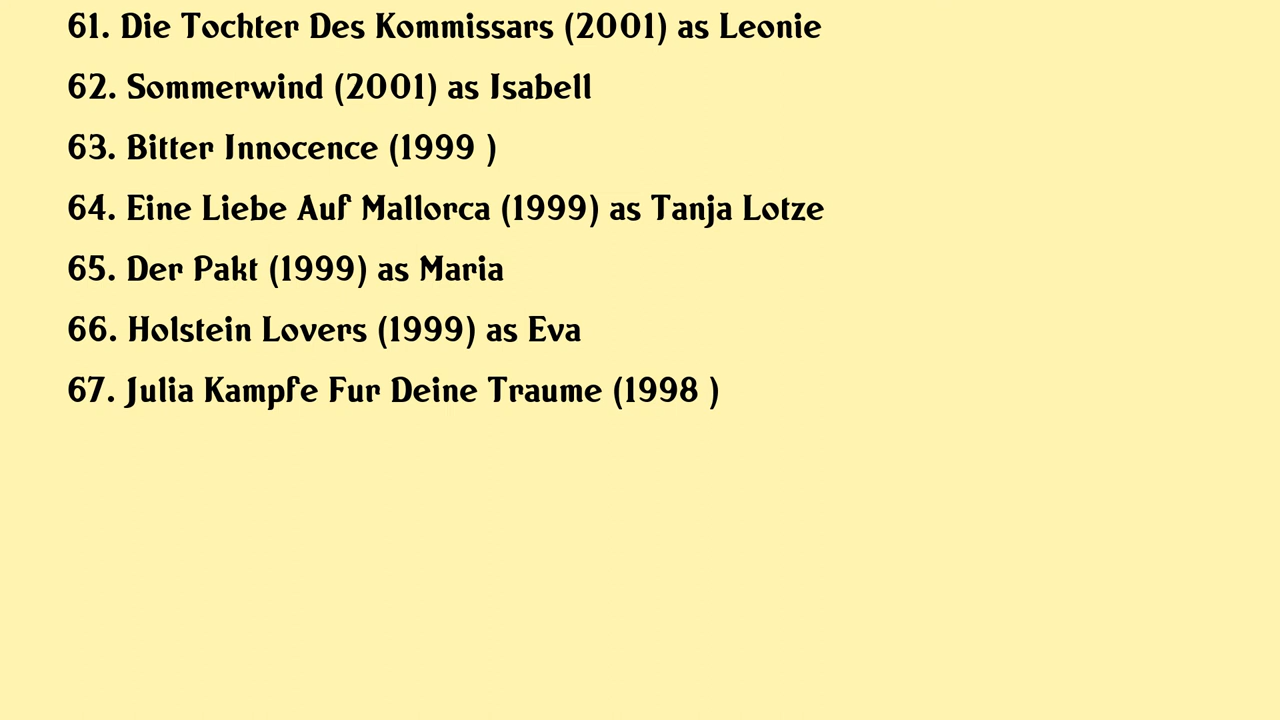 61. Die Tochter Des Kommissars (2001) as Leonie
62. Sommerwind (2001) as Isabell
63. Bitter Innocence (1999 )
64. Eine Liebe Auf Mallorca (1999) as Tanja Lotze
65. Der Pakt (1999) as Maria
66. Holstein Lovers (1999) as Eva
67. Julia Kampfe Fur Deine Traume (1998 )